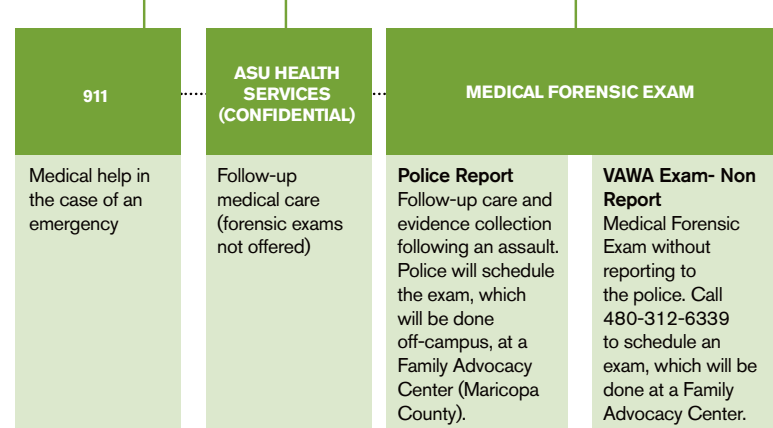 911
ASU HEALTH
SERVICES
(CONFIDENTIAL)
MEDICAL FORENSIC EXAM
Medical help in
the case of an
emergency
Follow-up
medical care
(forensic exams
not offered)
Police Report
Follow-up care and
evidence collection
following an assault.
Police will schedule
the exam, which
will be done
off-campus, at a
Family Advocacy
Center (Maricopa
County).
VAWA Exam- Non
Report
Medical Forensic
Exam without
reporting to
the police. Call
480-312-6339
to schedule an
exam, which will be
done at a Family
Advocacy Center.